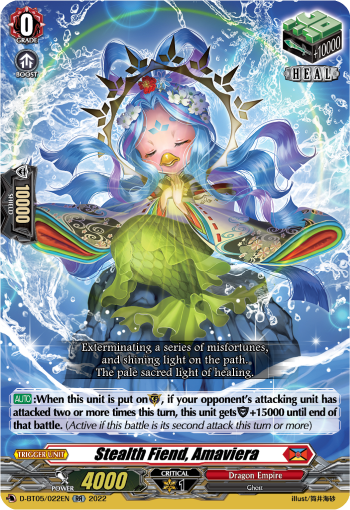 0
GRADE
BOOST
+10000
HEAL
10000
SHIELD
Exterminating a series of misfortunes,
and shining light on the path.
The pale sacred light of healing.
AUTO:When this unit is put on, if your opponent's attacking unit has
attacked two or more times this turn, this unit gets +15000 until end
of that battle. (Active if this battle is its second attack this turn or more)
TRIGGER UNIT
Stealth Fiend, Amaviera
POWER
4000
CRITICAL
1
Dragon Empire
Ghost
D-BT05/022EN
2022
illust/筒井海砂